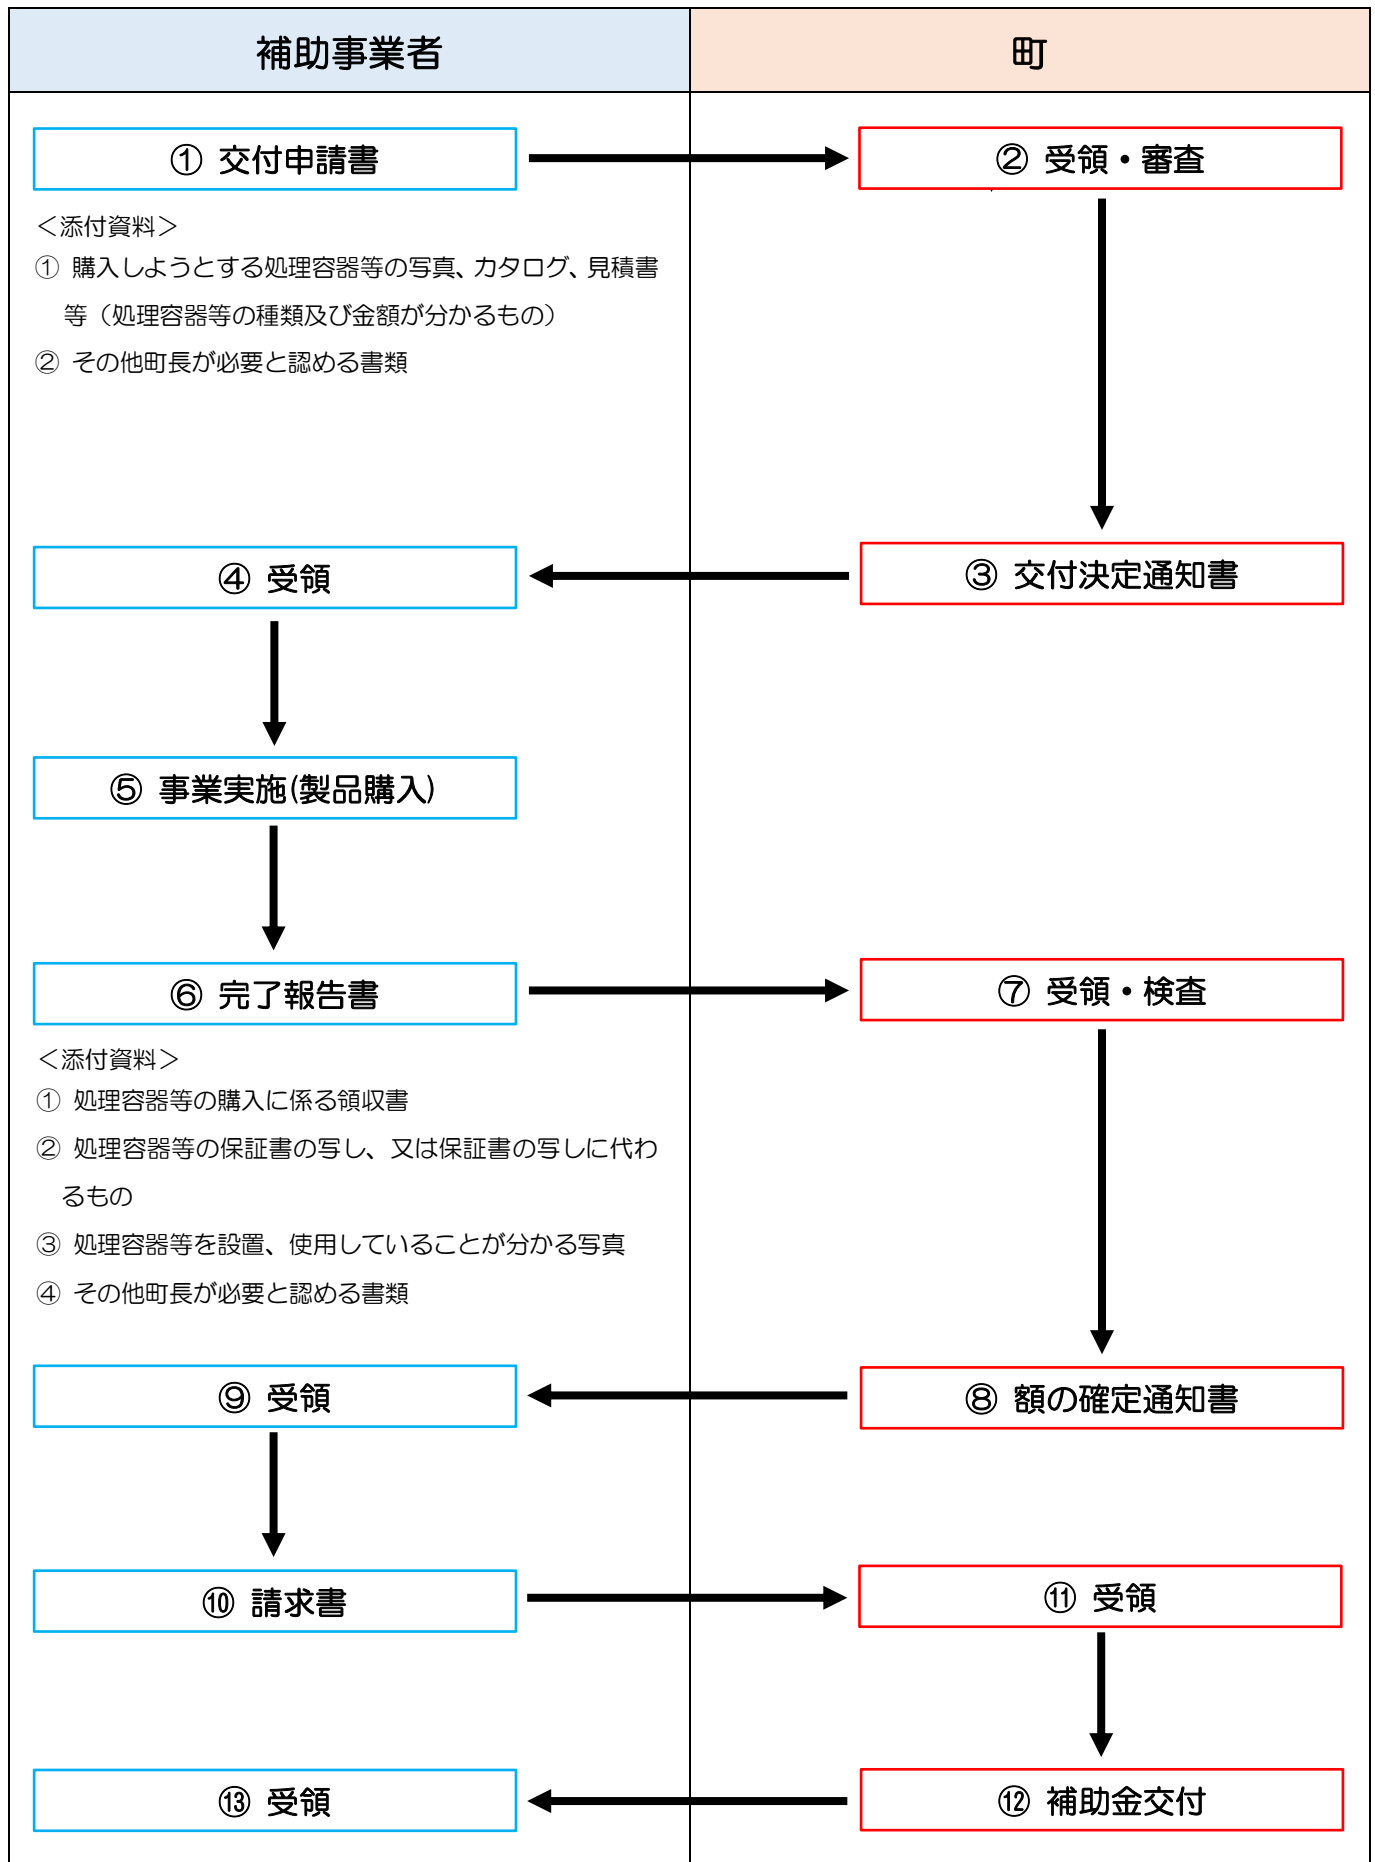 補助事業者
町
① 交付申請書
② 受領・審査
＜添付資料＞
① 購入しようとする処理容器等の写真、カタログ、見積書
等（処理容器等の種類及び金額が分かるもの）
② その他町長が必要と認める書類
④ 受領
③ 交付決定通知書
⑤ 事業実施(製品購入)
⑥ 完了報告書
⑦ 受領・検査
＜添付資料＞
① 処理容器等の購入に係る領収書
② 処理容器等の保証書の写し、又は保証書の写しに代わ
るもの
③ 処理容器等を設置、使用していることが分かる写真
④ その他町長が必要と認める書類
⑨ 受領
⑧ 額の確定通知書
⑩ 請求書
⑪ 受領
⑬ 受領
⑫ 補助金交付